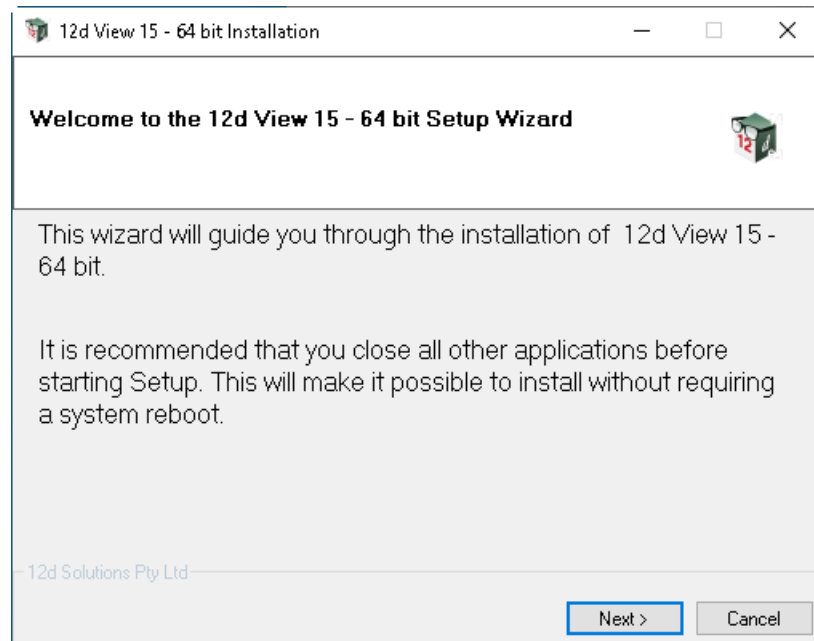 12d View 15 - 64 bit Installation
Welcome to the 12d View 15 - 64 bit Setup Wizard
12
d
This wizard will guide you through the installation of 12d View 15 -
64 bit.
It is recommended that you close all other applications before
starting Setup. This will make it possible to install without requiring
a system reboot.
12d Solutions Pty Ltd
Next >
Cancel